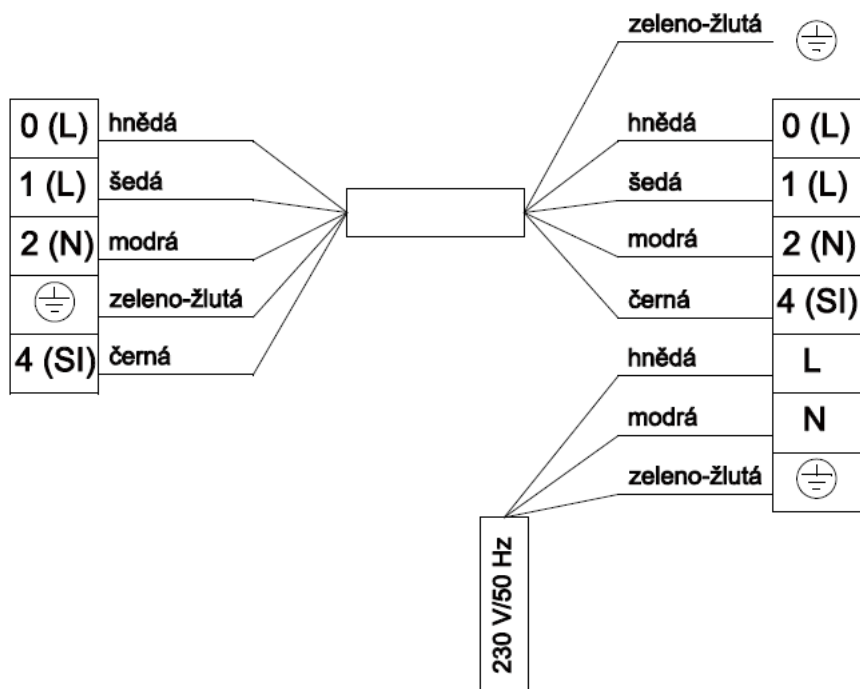 zeleno-žlutá
0 (L) hnědá
1 (L) šedá
2 (N) modrá
zeleno-žlutá
4 (SI) černá
hnědá 0 (L)
šedá 1 (L)
modrá 2 (N)
černá 4 (SI)
hnědá L
modrá N
zeleno-žlutá
230 V/50 Hz